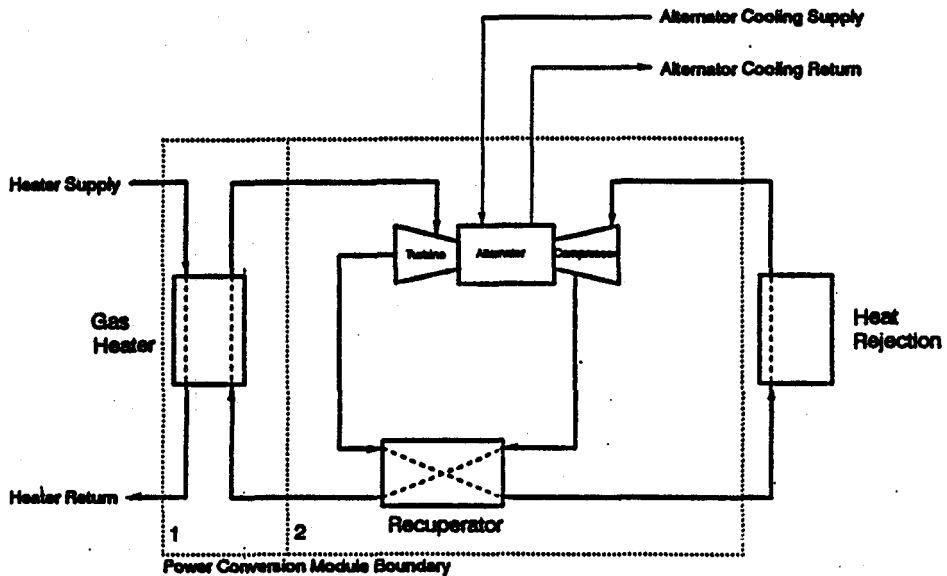 Alternator Cooling Supply
Alternator Cooling Return
Heater Supply
Turbine
Alternator
Compressor
Gas
Heater
Heat
Rejection
Heater Return
Recuperator
1
2
Power Conversion Module Boundary